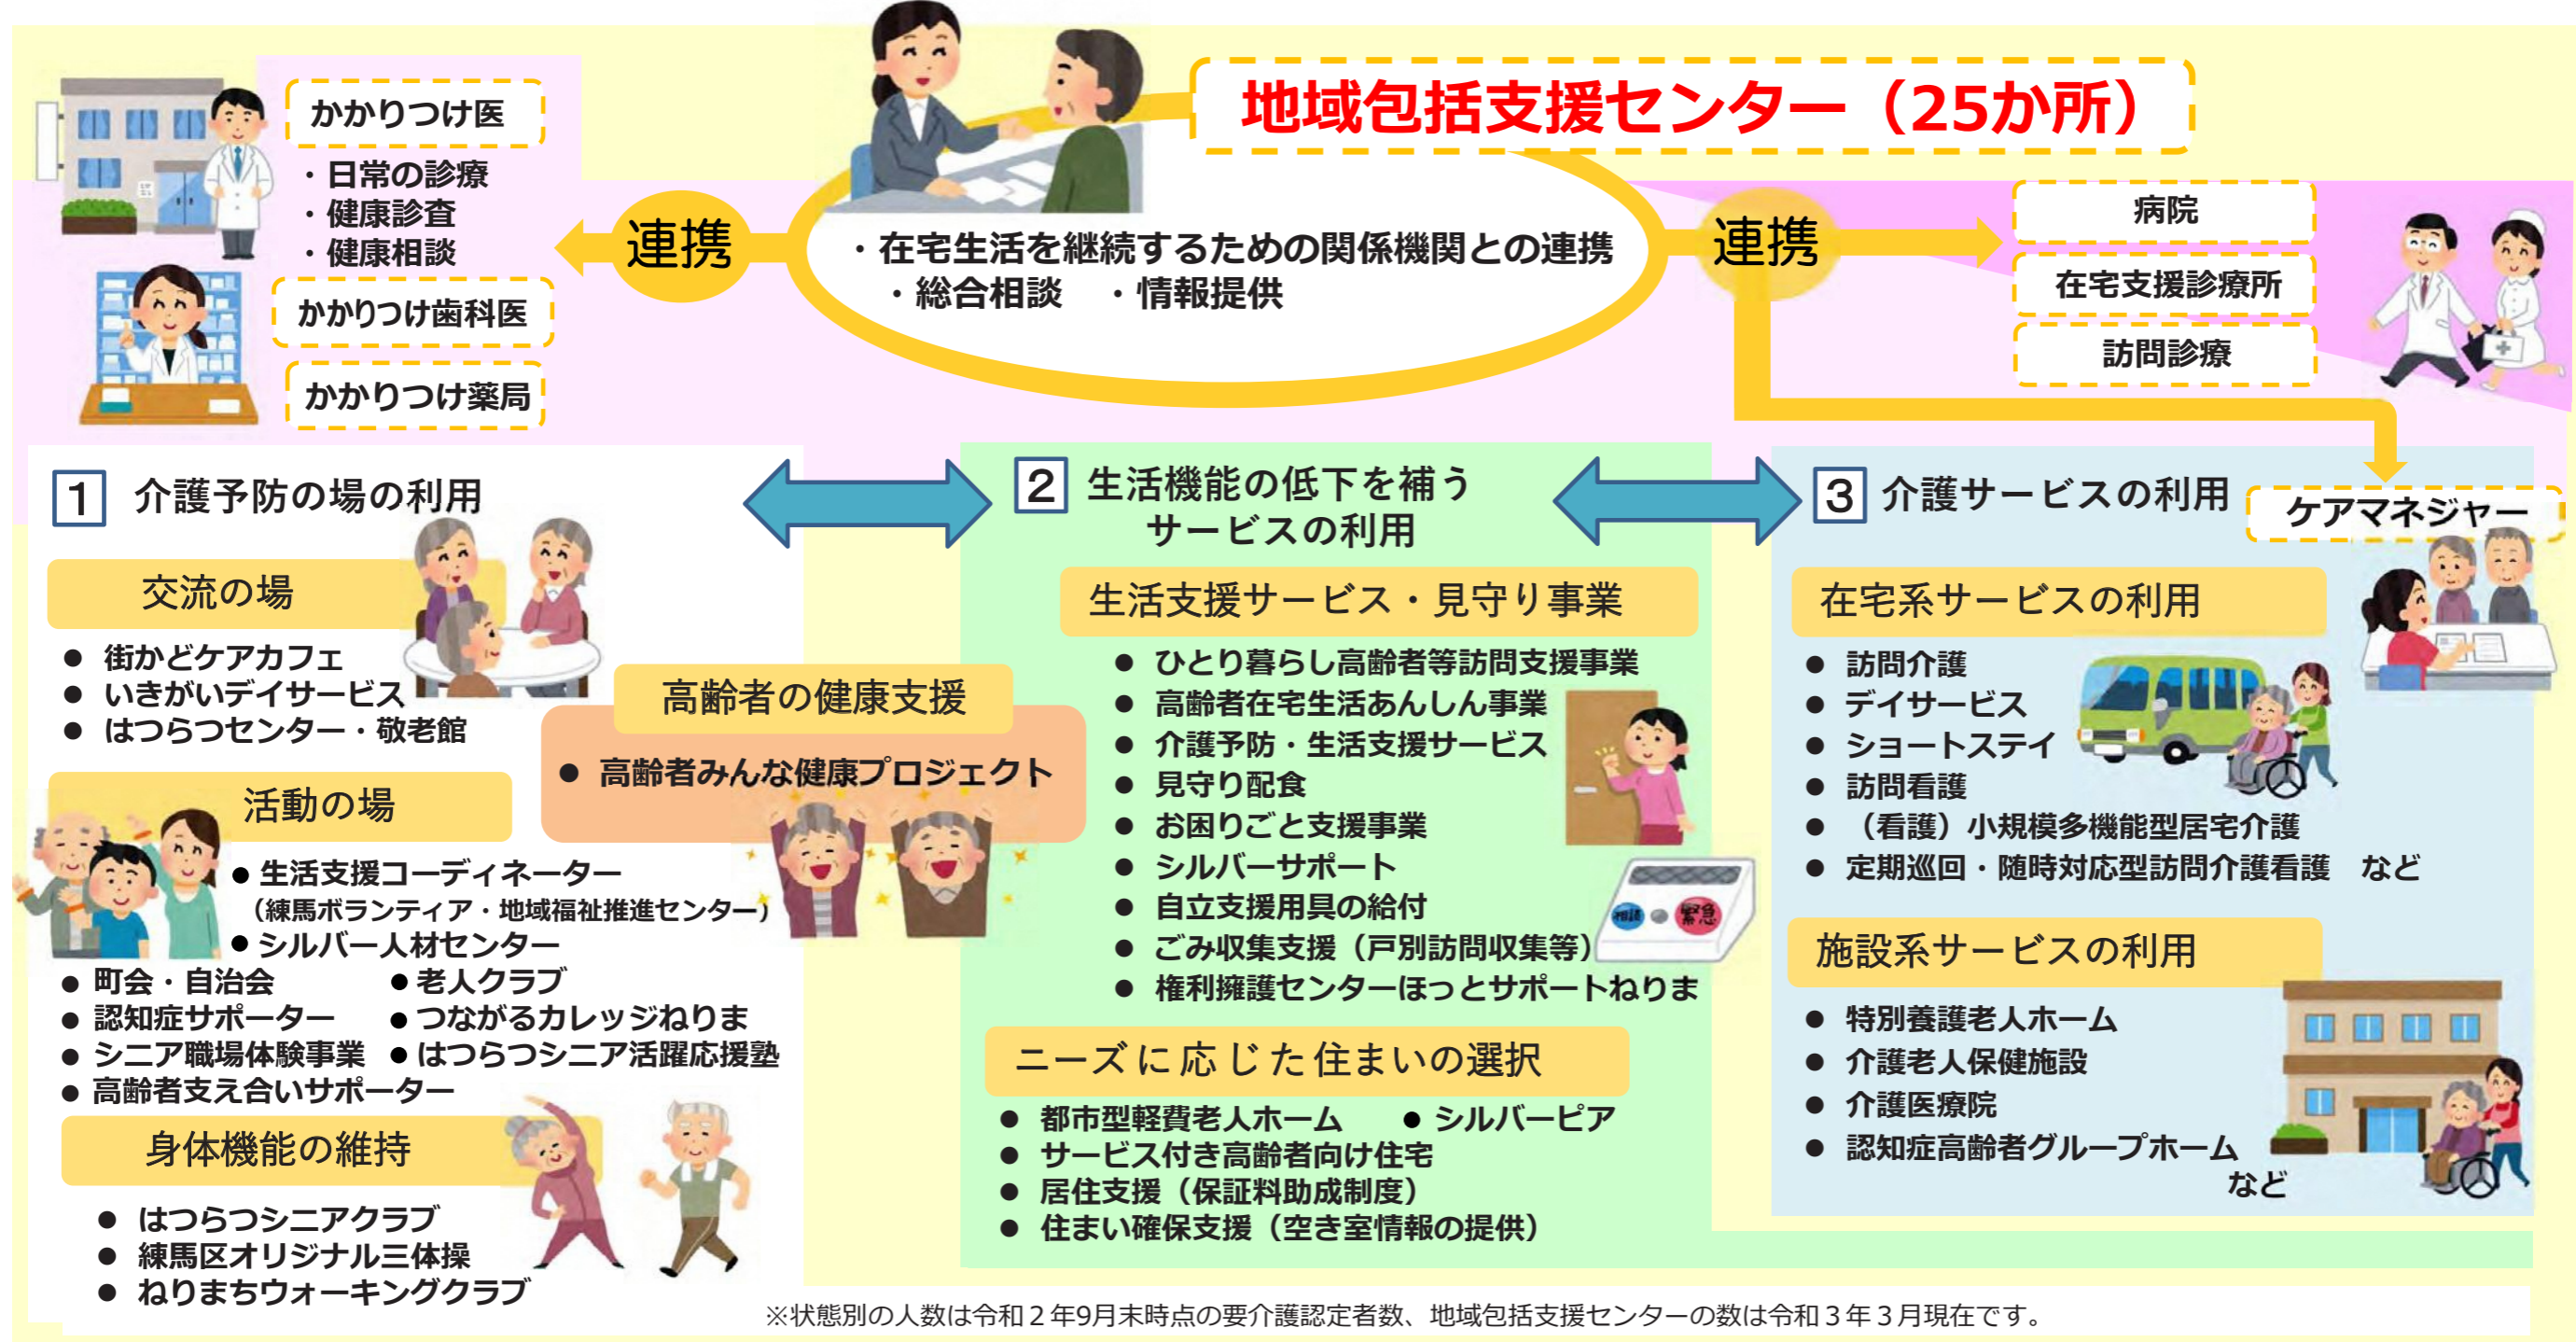 地域包括支援センター（25か所）
かかりつけ医
・日常の診療
・健康診査
・健康相談
かかりつけ歯科医
かかりつけ薬局
連携
・在宅生活を継続するための関係機関との連携
・総合相談　・情報提供
連携
病院
在宅支援診療所
訪問診療
1 介護予防の場の利用
交流の場
● 街かどケアカフェ
● いきがいデイサービス
● はつらつセンター・敬老館
高齢者の健康支援
● 高齢者みんな健康プロジェクト
活動の場
● 生活支援コーディネーター
（練馬ボランティア・地域福祉推進センター）
● シルバー人材センター
● 町会・自治会　● 老人クラブ
● 認知症サポーター　● つながるカレッジねりま
● シニア職場体験事業　● はつらつシニア活躍応援塾
● 高齢者支え合いサポーター
身体機能の維持
● はつらつシニアクラブ
● 練馬区オリジナル三体操
● ねりまちウォーキングクラブ
2 生活機能の低下を補う
サービスの利用
生活支援サービス・見守り事業
● ひとり暮らし高齢者等訪問支援事業
● 高齢者在宅生活あんしん事業
● 介護予防・生活支援サービス
● 見守り配食
● お困りごと支援事業
● シルバーサポート
● 自立支援用具の給付
● ごみ収集支援（戸別訪問収集等）
● 権利擁護センターほっとサポートねりま
相談 緊急
ニーズに応じた住まいの選択
● 都市型軽費老人ホーム　● シルバーピア
● サービス付き高齢者向け住宅
● 居住支援（保証料助成制度）
● 住まい確保支援（空き室情報の提供）
3 介護サービスの利用
ケアマネジャー
在宅系サービスの利用
● 訪問介護
● デイサービス
● ショートステイ
● 訪問看護
● （看護）小規模多機能型居宅介護
● 定期巡回・随時対応型訪問介護看護　など
施設系サービスの利用
● 特別養護老人ホーム
● 介護老人保健施設
● 介護医療院
● 認知症高齢者グループホーム
など
※状態別の人数は令和２年9月末時点の要介護認定者数、地域包括支援センターの数は令和３年３月現在です。